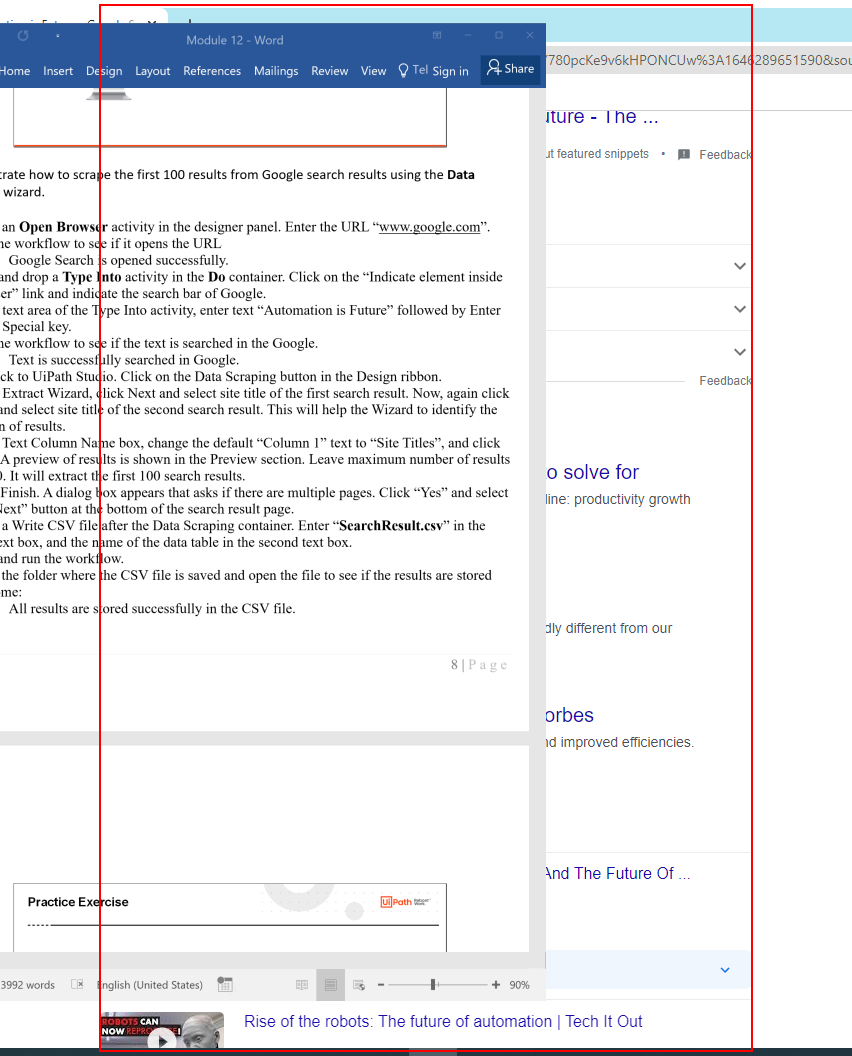 Module 12 - Word
Home Insert Design Layout References Mailings Review View Tel Sign in Share
780pcKe9v6kHPONCUw%3A1646289651590&sou
uture - The ...
ut featured snippets • Feedback
trate how to scrape the first 100 results from Google search results using the Data
wizard.
an Open Browser activity in the designer panel. Enter the URL “www.google.com”.
ne workflow to see if it opens the URL
Google Search is opened successfully.
and drop a Type Into activity in the Do container. Click on the “Indicate element inside
er” link and indicate the search bar of Google.
text area of the Type Into activity, enter text “Automation is Future” followed by Enter
Special key.
ne workflow to see if the text is searched in the Google.
Text is successfully searched in Google.
ck to UiPath Studio. Click on the Data Scraping button in the Design ribbon.
Extract Wizard, click Next and select site title of the first search result. Now, again click
and select site title of the second search result. This will help the Wizard to identify the
n of results.
Text Column Name box, change the default “Column 1” text to “Site Titles”, and click
A preview of results is shown in the Preview section. Leave maximum number of results
0. It will extract the first 100 search results.
Finish. A dialog box appears that asks if there are multiple pages. Click “Yes” and select
Next” button at the bottom of the search result page.
a Write CSV file after the Data Scraping container. Enter “SearchResult.csv” in the
ext box, and the name of the data table in the second text box.
and run the workflow.
the folder where the CSV file is saved and open the file to see if the results are stored
me:
All results are stored successfully in the CSV file.
8 | P a g e
Feedback
o solve for
line: productivity growth
dly different from our
orbes
nd improved efficiencies.
And The Future Of ...
Practice Exercise
UiPath Reboot Work.
3992 words English (United States) 90%
ROBOTS CAN
NOW REPRO
Rise of the robots: The future of automation | Tech It Out